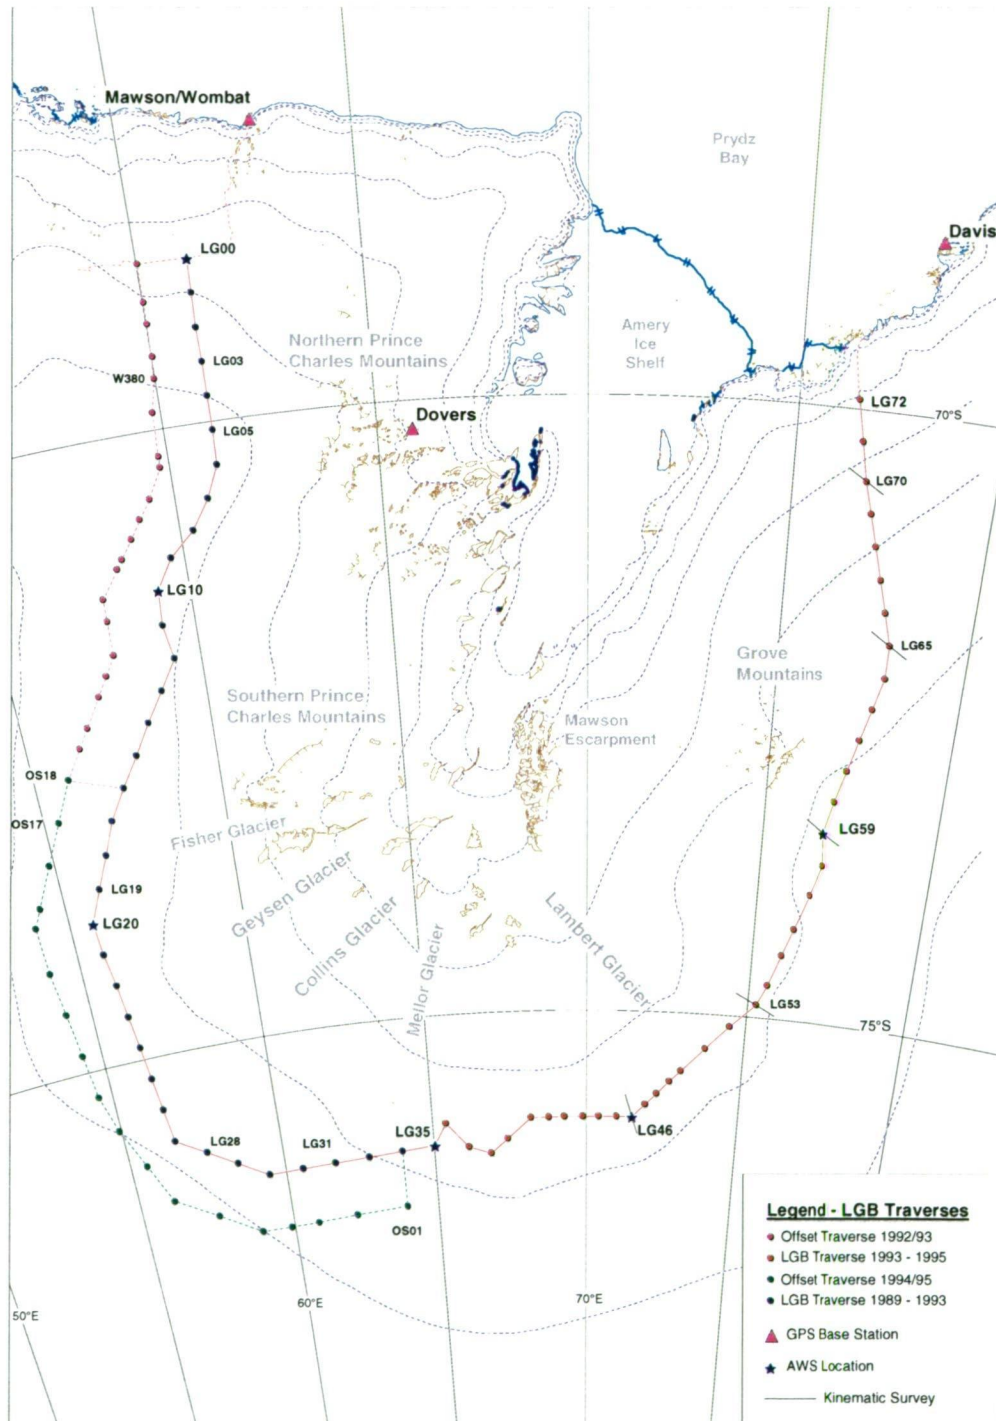 Mawson/Wombat
Prydz
Bay
Davis
LG00
Amery
Ice
Shelf
Northern Prince
Charles Mountains
LG03
W380
LG72
Dovers
70°S
LG05
LG70
LG10
LG65
Grove
Mountains
Southern Prince
Charles Mountains
Mawson
Escarpment
OS18
OS17
Fisher Glacier
LG59
Geysen Glacier
LG19
LG20
Collins Glacier
Lambert Glacier
Mellor Glacier
LG53
75°S
LG28
LG31
LG35
LG46
OS01
50°E
60°E
70°E
Legend - LGB Traverses
Offset Traverse 1992/93
LGB Traverse 1993 - 1995
Offset Traverse 1994/95
LGB Traverse 1989 - 1993
GPS Base Station
AWS Location
Kinematic Survey